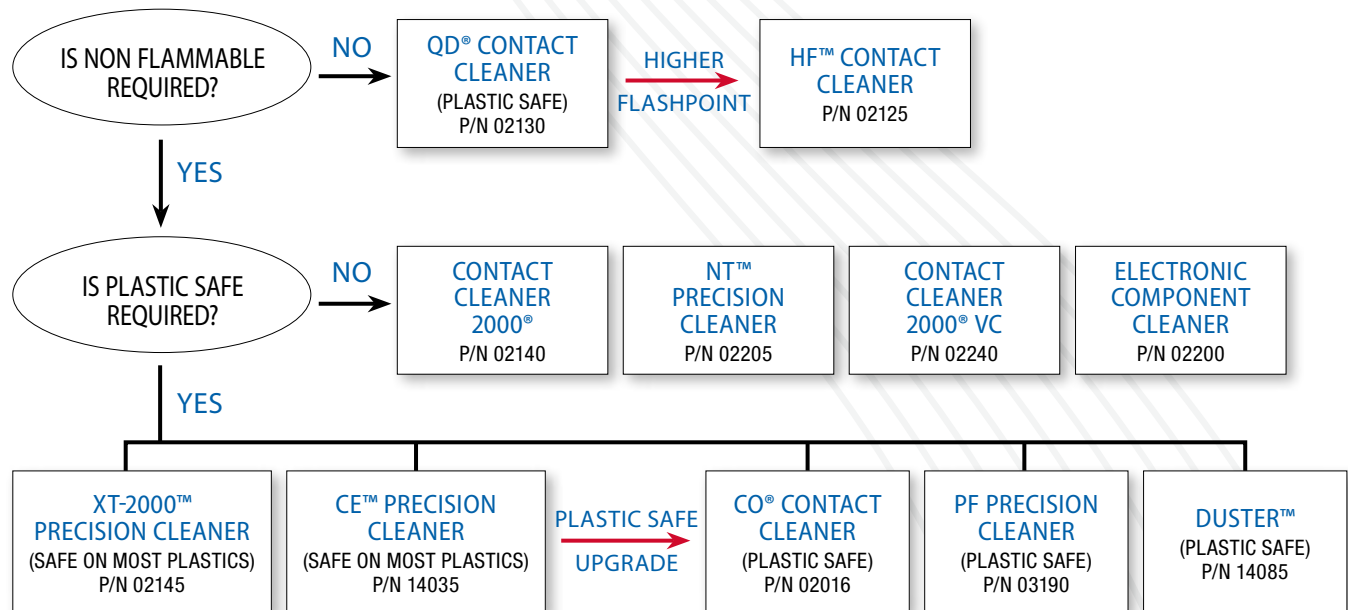 IS NON FLAMMABLE
REQUIRED?
NO
QD® CONTACT
CLEANER
(PLASTIC SAFE)
P/N 02130
HIGHER
FLASHPOINT
HF™ CONTACT
CLEANER
P/N 02125
YES
IS PLASTIC SAFE
REQUIRED?
NO
CONTACT
CLEANER
2000®
P/N 02140
NT™
PRECISION
CLEANER
P/N 02205
CONTACT
CLEANER
2000® VC
P/N 02240
ELECTRONIC
COMPONENT
CLEANER
P/N 02200
YES
XT-2000™
PRECISION CLEANER
(SAFE ON MOST PLASTICS)
P/N 02145
CE™ PRECISION
CLEANER
(SAFE ON MOST PLASTICS)
P/N 14035
PLASTIC SAFE
UPGRADE
CO® CONTACT
CLEANER
(PLASTIC SAFE)
P/N 02016
PF PRECISION
CLEANER
(PLASTIC SAFE)
P/N 03190
DUSTER™
(PLASTIC SAFE)
P/N 14085